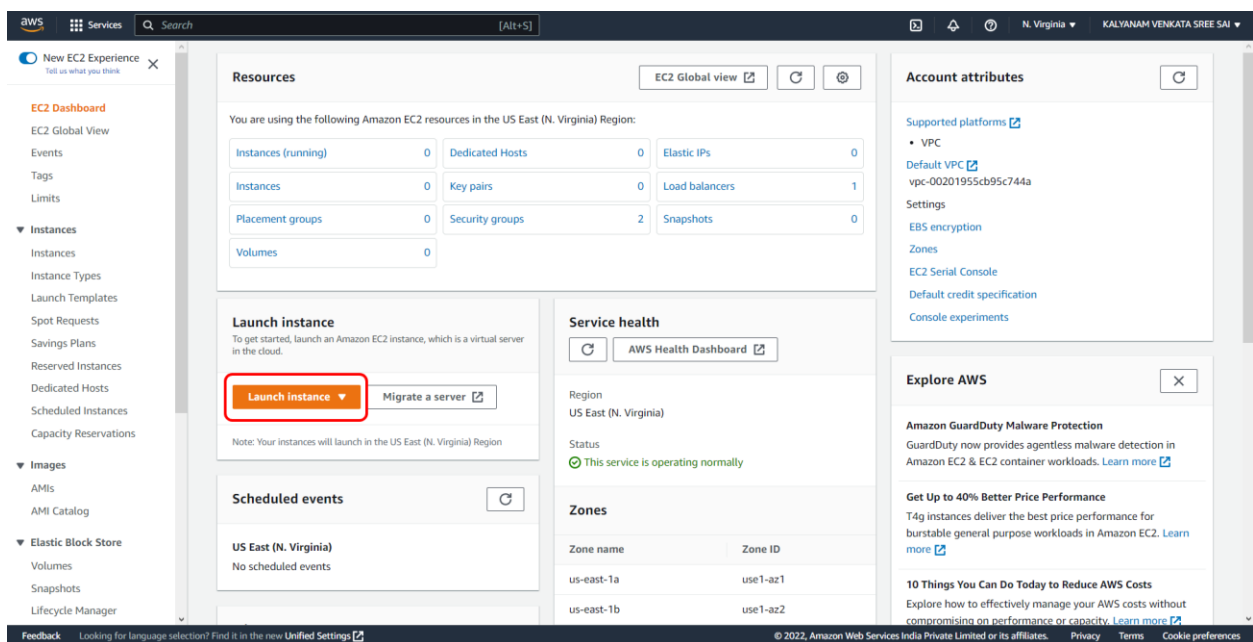 aws
Services
Search
[Alt+S]
N. Virginia
KALYANAM VENKATA SREE SAI
New EC2 Experience
Tell us what you think
EC2 Dashboard
EC2 Global View
Events
Tags
Limits
Instances
Instances
Instance Types
Launch Templates
Spot Requests
Savings Plans
Reserved Instances
Dedicated Hosts
Scheduled Instances
Capacity Reservations
Images
AMIs
AMI Catalog
Elastic Block Store
Volumes
Snapshots
Lifecycle Manager
Resources
EC2 Global view
You are using the following Amazon EC2 resources in the US East (N. Virginia) Region:
Instances (running) 0
Dedicated Hosts 0
Elastic IPs 0
Instances 0
Key pairs 0
Load balancers 1
Placement groups 0
Security groups 2
Snapshots 0
Volumes 0
Launch instance
To get started, launch an Amazon EC2 instance, which is a virtual server
in the cloud.
Launch instance
Migrate a server
Note: Your instances will launch in the US East (N. Virginia) Region
Scheduled events
US East (N. Virginia)
No scheduled events
Service health
AWS Health Dashboard
Region
US East (N. Virginia)
Status
This service is operating normally
Zones
Zone name Zone ID
us-east-1a use1-az1
us-east-1b use1-az2
Account attributes
Supported platforms
• VPC
Default VPC
vpc-00201955cb95c744a
Settings
EBS encryption
Zones
EC2 Serial Console
Default credit specification
Console experiments
Explore AWS
Amazon GuardDuty Malware Protection
GuardDuty now provides agentless malware detection in
Amazon EC2 & EC2 container workloads. Learn more
Get Up to 40% Better Price Performance
T4g instances deliver the best price performance for
burstable general purpose workloads in Amazon EC2. Learn
more
10 Things You Can Do Today to Reduce AWS Costs
Explore how to effectively manage your AWS costs without
compromising on performance or capacity. Learn more
Feedback
Looking for language selection? Find it in the new Unified Settings
© 2022, Amazon Web Services India Private Limited or its affiliates.
Privacy
Terms
Cookie preferences